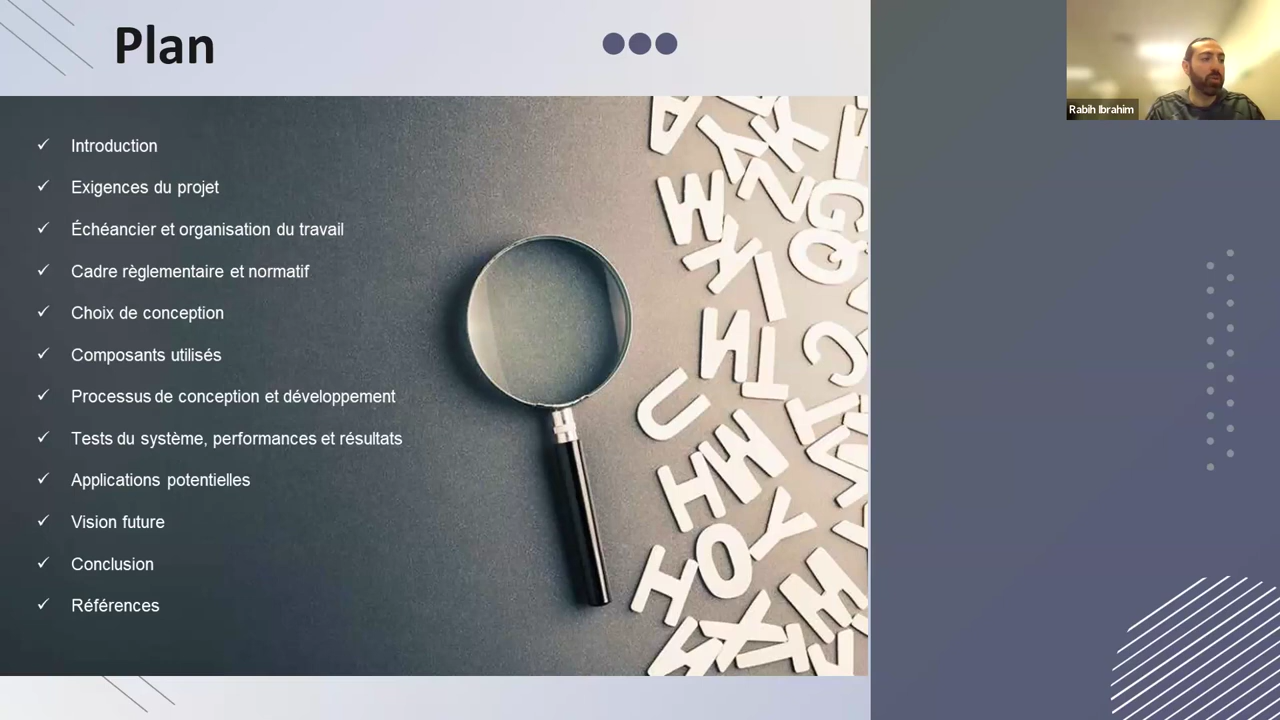 Plan
Rabih Ibrahim
Introduction
Exigences du projet
Échéancier et organisation du travail
Cadre règlementaire et normatif
Choix de conception
Composants utilisés
Processus de conception et développement
Tests du système, performances et résultats
Applications potentielles
Vision future
Conclusion
Références